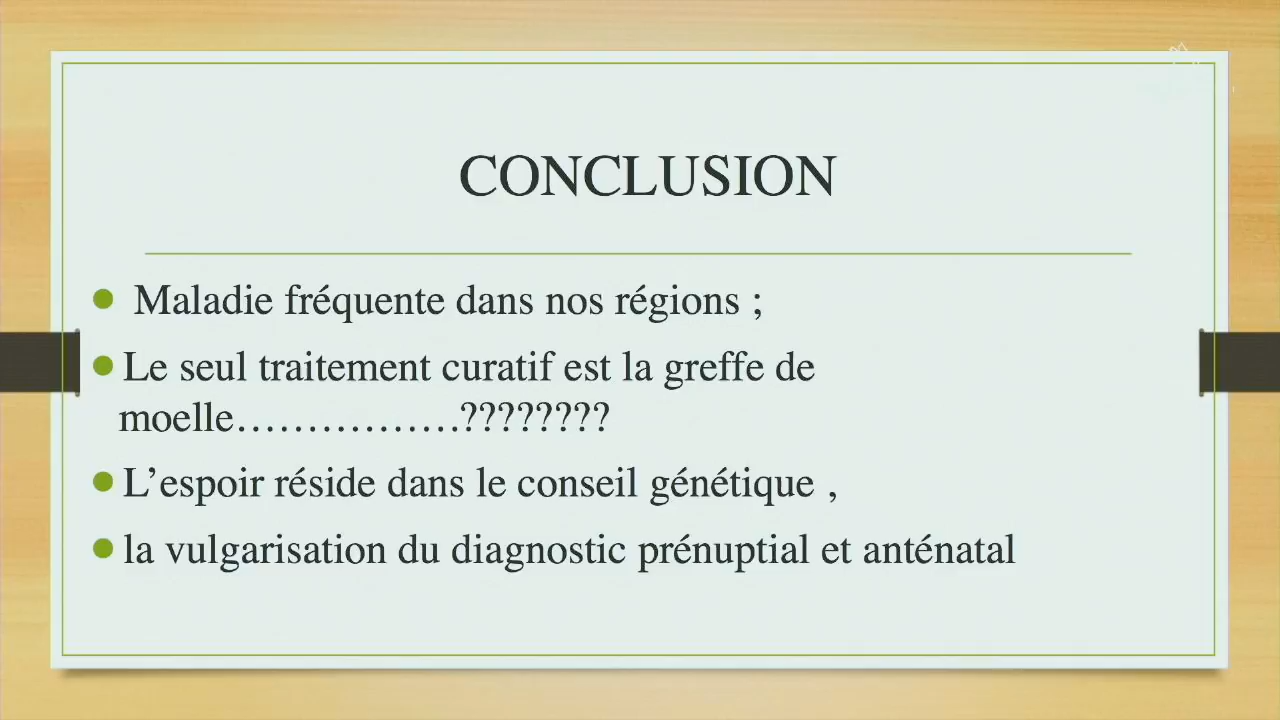 CONCLUSION
Maladie fréquente dans nos régions ;
Le seul traitement curatif est la greffe de
moelle…………….????????
L’espoir réside dans le conseil génétique ,
la vulgarisation du diagnostic prénuptial et anténatal